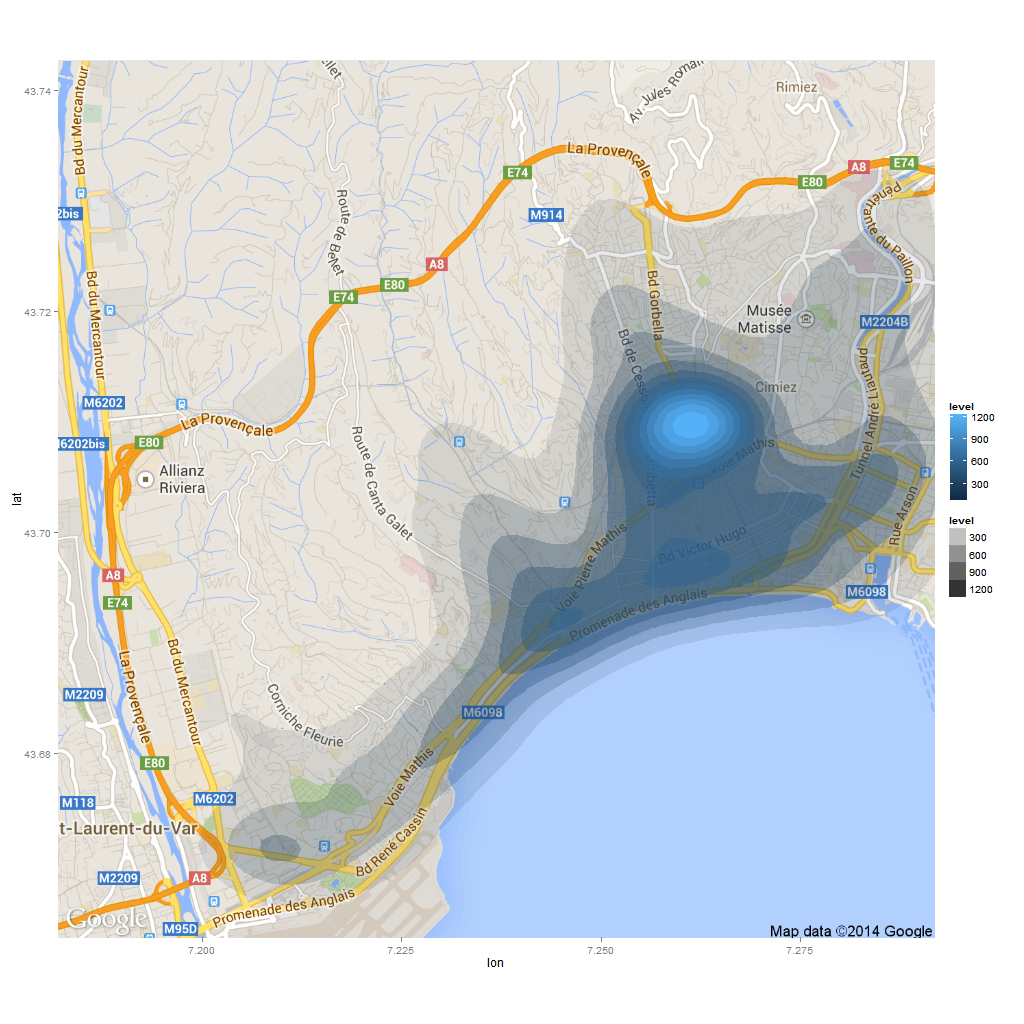 43.74
43.72
43.70
43.68
lat
7.200
7.225
7.250
7.275
lon
Bd du Mercantour
Av Jules Romain
Rimiez
La Provençale
E74
A8
E74
E80
Pénétrante du Paillon
2bis
M914
Route de Bellet
Bd du Mercantour
A8
E80
E74
Bd Gorbella
Musée
Matisse
M2204B
Bd de Cesso
Cimiez
M6202
La Provençale
M6202bis
E80
Allianz
Riviera
Route de Canta Galet
Voie Mathis
Tunnel André Liautaud
Rue Arson
Bd Victor Hugo
Voie Pierre Mathis
Promenade des Anglais
M6098
A8
E74
La Provençale
Bd du Mercantour
M2209
Corniche Fleurie
M6098
E80
M118
M6202
Voie Mathis
t-Laurent-du-Var
Bd René Cassin
M2209
A8
Promenade des Anglais
M95D
Google
Map data ©2014 Google
level
1200
900
600
300
level
300
600
900
1200